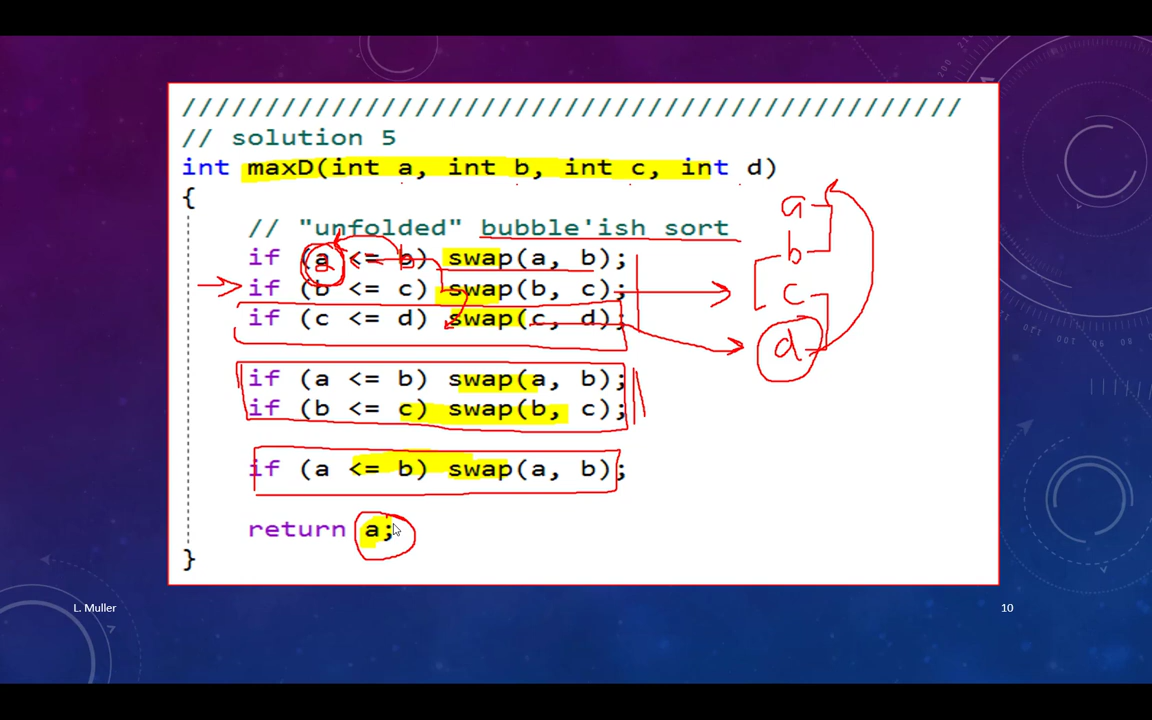 ////////////////////////////////////////////////
// solution 5
int maxD(int a, int b, int c, int d)
{
// "unfolded" bubble'ish sort
if (a <= b) swap(a, b);
if (b <= c) swap(b, c);
if (c <= d) swap(c, d);
if (a <= b) swap(a, b);
if (b <= c) swap(b, c);
if (a <= b) swap(a, b);
return a;
}
a
b
c
d
L. Muller
10